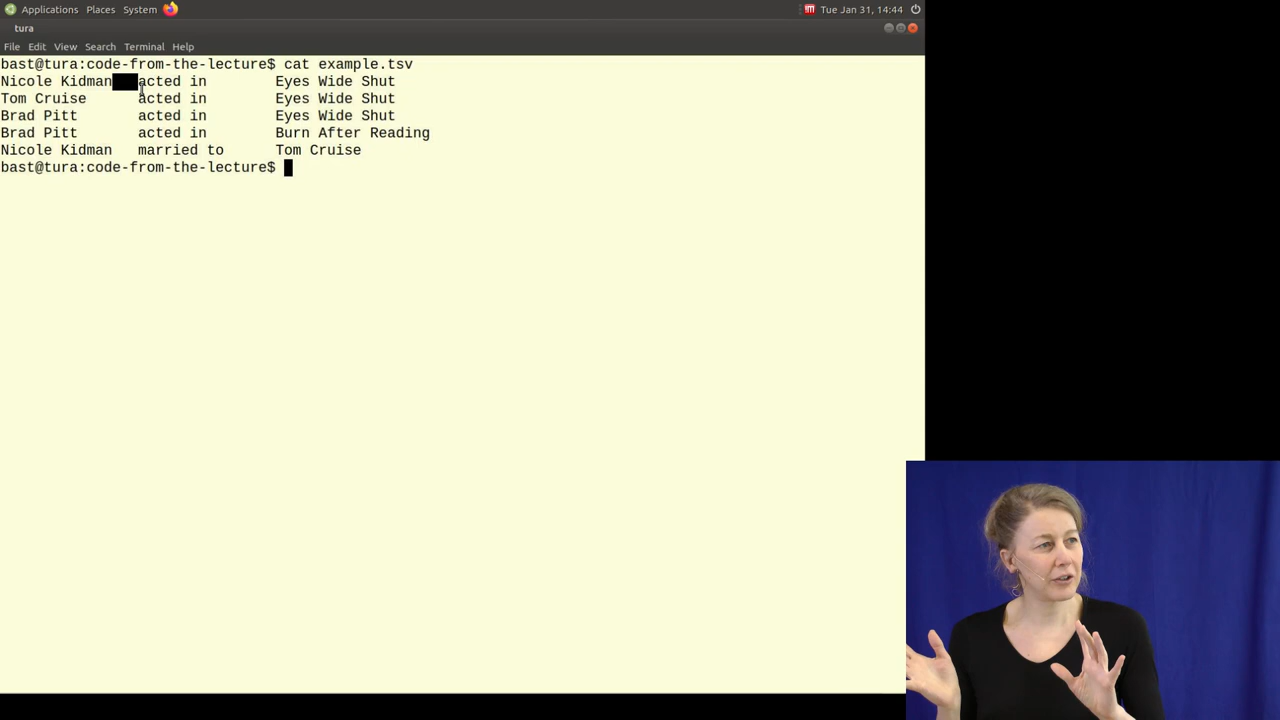 Applications Places System Tue Jan 31, 14:44
tura
File Edit View Search Terminal Help
bast@tura:code-from-the-lecture$ cat example.tsv
Nicole Kidman acted in Eyes Wide Shut
Tom Cruise acted in Eyes Wide Shut
Brad Pitt acted in Eyes Wide Shut
Brad Pitt acted in Burn After Reading
Nicole Kidman married to Tom Cruise
bast@tura:code-from-the-lecture$